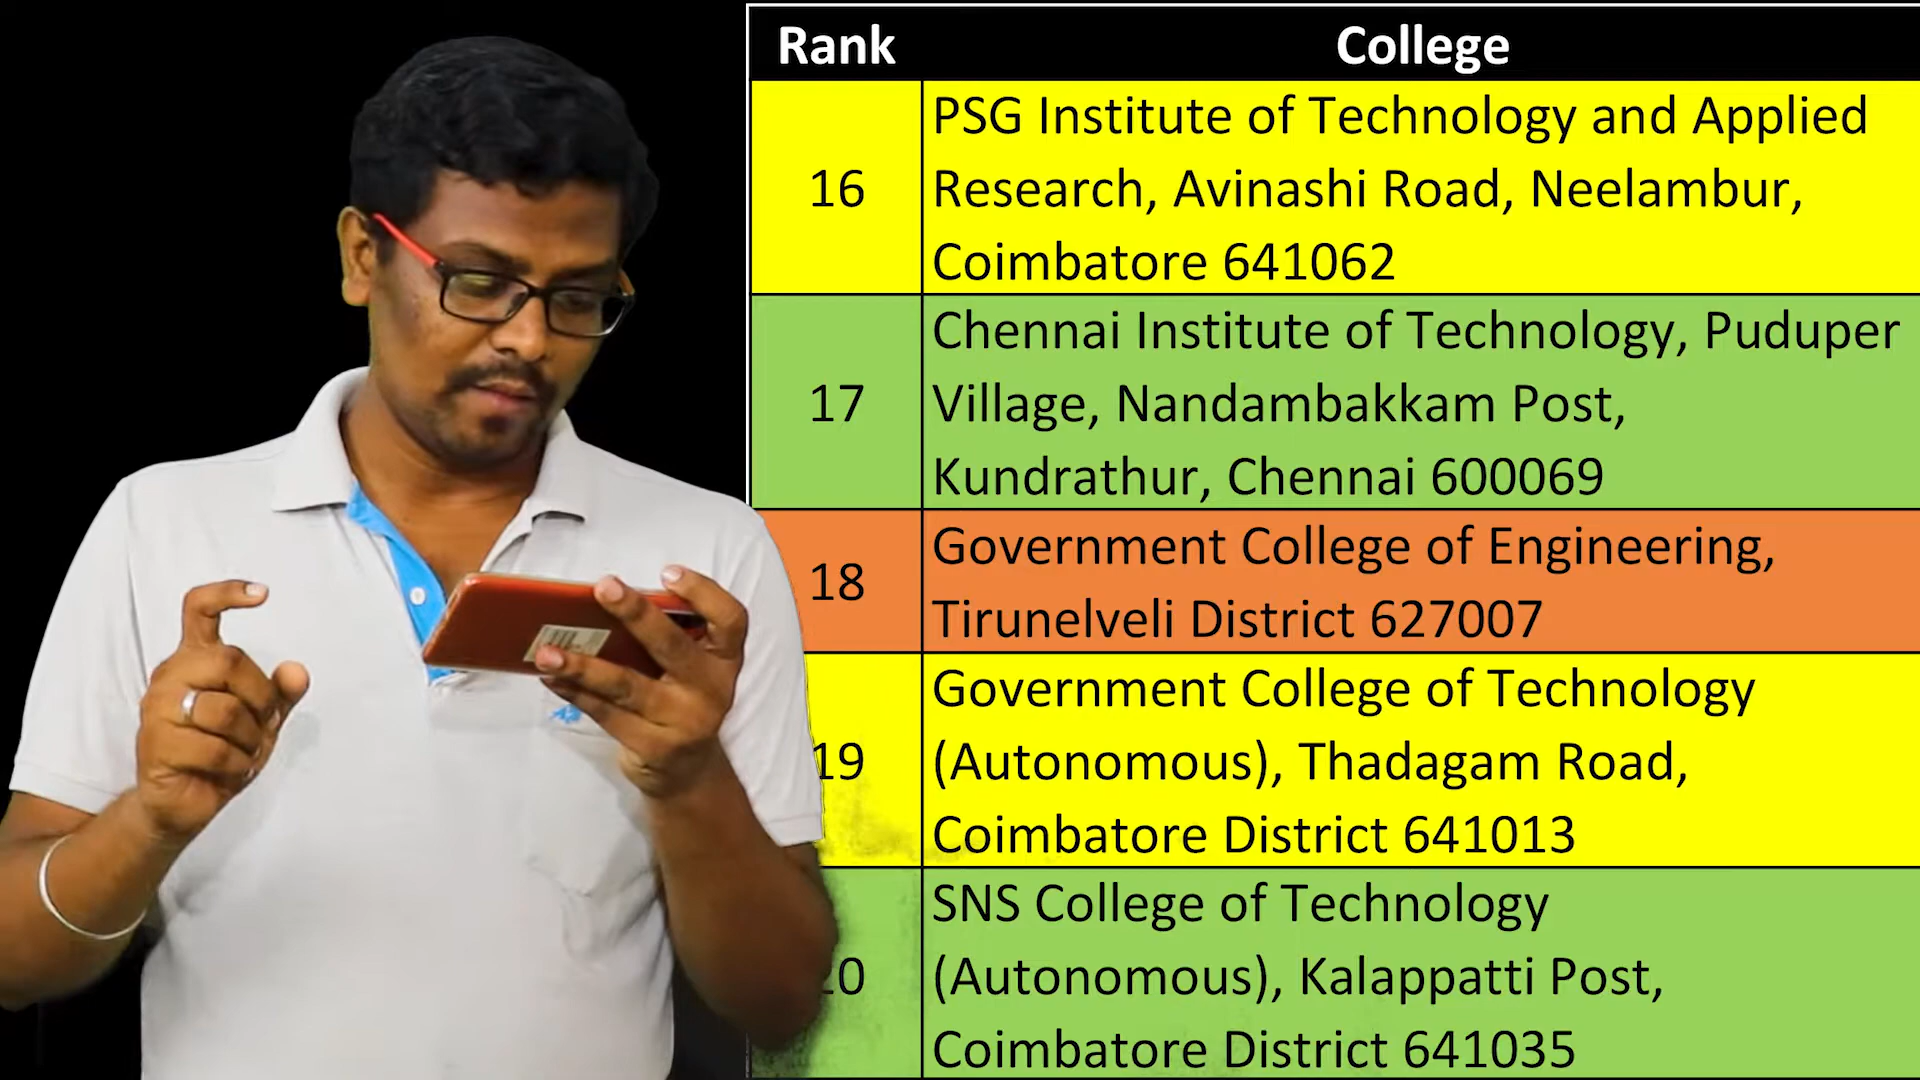 Rank College
16
PSG Institute of Technology and Applied
Research, Avinashi Road, Neelambur,
Coimbatore 641062
17
Chennai Institute of Technology, Puduper
Village, Nandambakkam Post,
Kundrathur, Chennai 600069
18
Government College of Engineering,
Tirunelveli District 627007
19
Government College of Technology
(Autonomous), Thadagam Road,
Coimbatore District 641013
20
SNS College of Technology
(Autonomous), Kalappatti Post,
Coimbatore District 641035